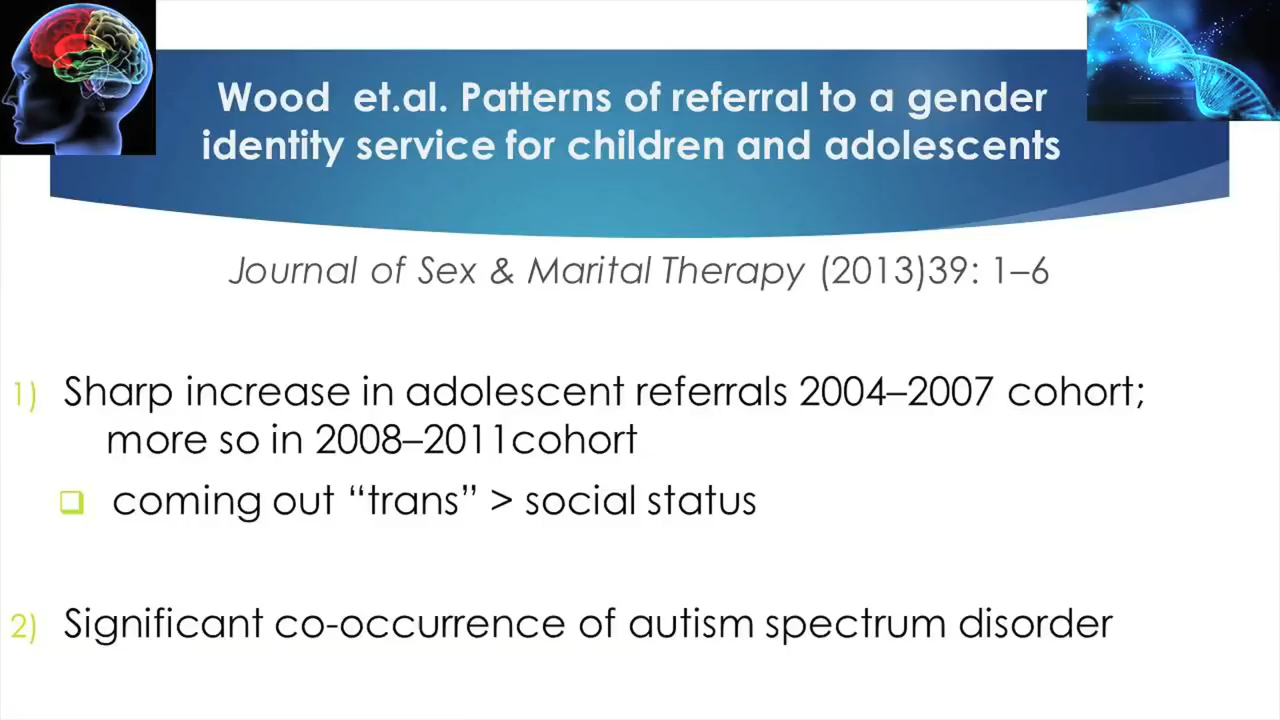 Wood et.al. Patterns of referral to a gender
identity service for children and adolescents
Journal of Sex & Marital Therapy (2013)39: 1–6
1) Sharp increase in adolescent referrals 2004–2007 cohort;
more so in 2008–2011cohort
❑ coming out “trans” > social status
2) Significant co-occurrence of autism spectrum disorder